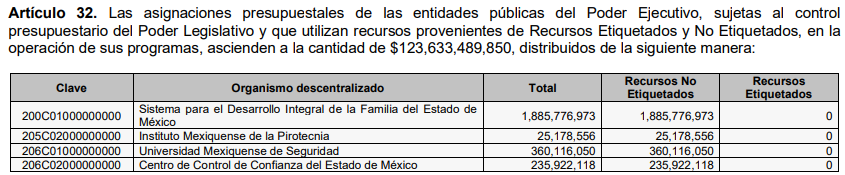 Artículo 32. Las asignaciones presupuestales de las entidades públicas del Poder Ejecutivo, sujetas al control
presupuestario del Poder Legislativo y que utilizan recursos provenientes de Recursos Etiquetados y No Etiquetados, en la
operación de sus programas, ascienden a la cantidad de $123,633,489,850, distribuidos de la siguiente manera:
Clave Organismo descentralizado Total Recursos No Etiquetados Recursos Etiquetados
200C01000000000 Sistema para el Desarrollo Integral de la Familia del Estado de México 1,885,776,973 1,885,776,973 0
205C02000000000 Instituto Mexiquense de la Pirotecnia 25,178,556 25,178,556 0
206C01000000000 Universidad Mexiquense de Seguridad 360,116,050 360,116,050 0
206C02000000000 Centro de Control de Confianza del Estado de México 235,922,118 235,922,118 0